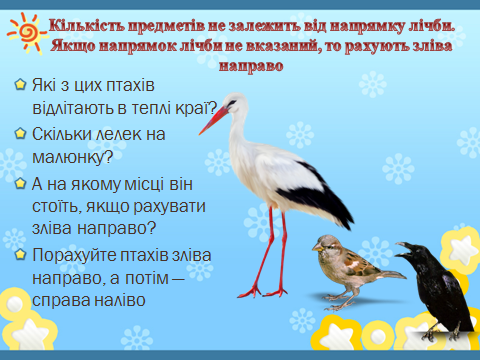 Кількість предметів не залежить від напрямку лічби.
Якщо напрямок лічби не вказаний, то рахують зліва
направо
Які з цих птахів
відлітають в теплі краї?
Скільки лелек на
малюнку?
А на якому місці він
стоїть, якщо рахувати
зліва направо?
Порахуйте птахів зліва
направо, а потім –
справа наліво